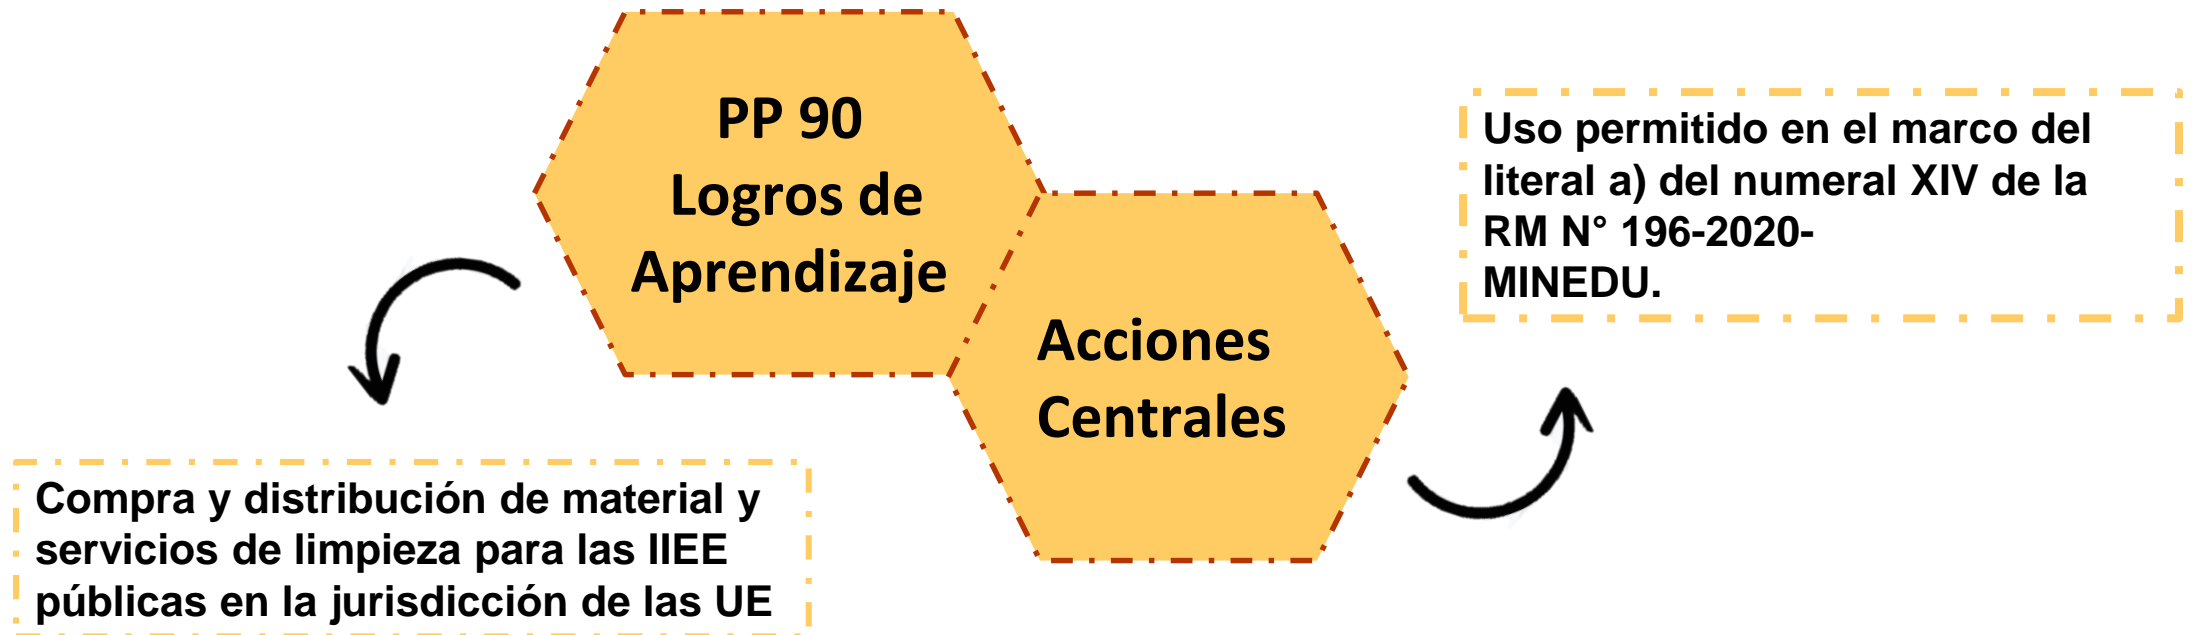 PP 90
Logros de
Aprendizaje
Acciones
Centrales
Uso permitido en el marco del
literal a) del numeral XIV de la
RM N° 196-2020-
MINEDU.
Compra y distribución de material y
servicios de limpieza para las IIEE
públicas en la jurisdicción de las UE